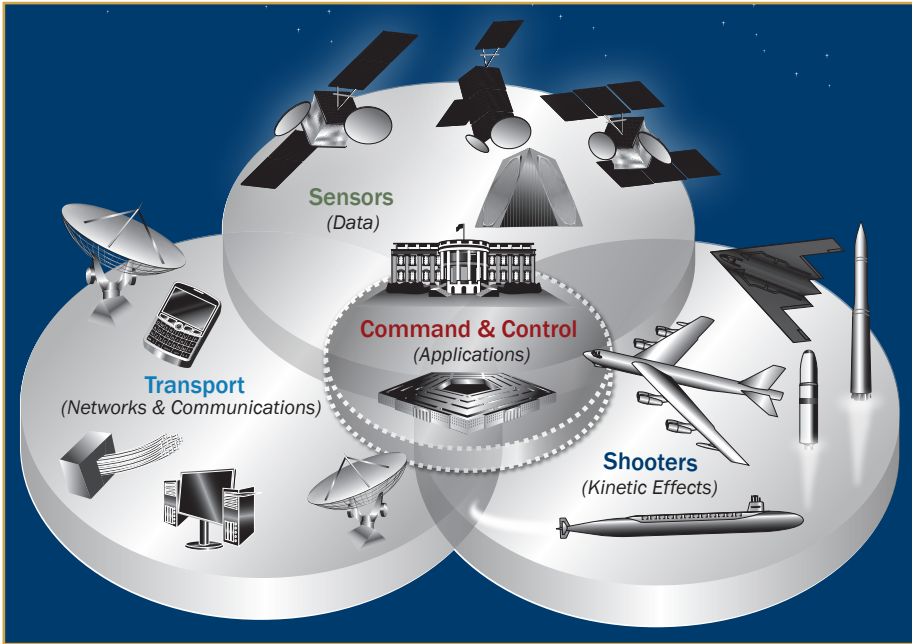 Sensors
(Data)
Command & Control
(Applications)
Transport
(Networks & Communications)
Shooters
(Kinetic Effects)